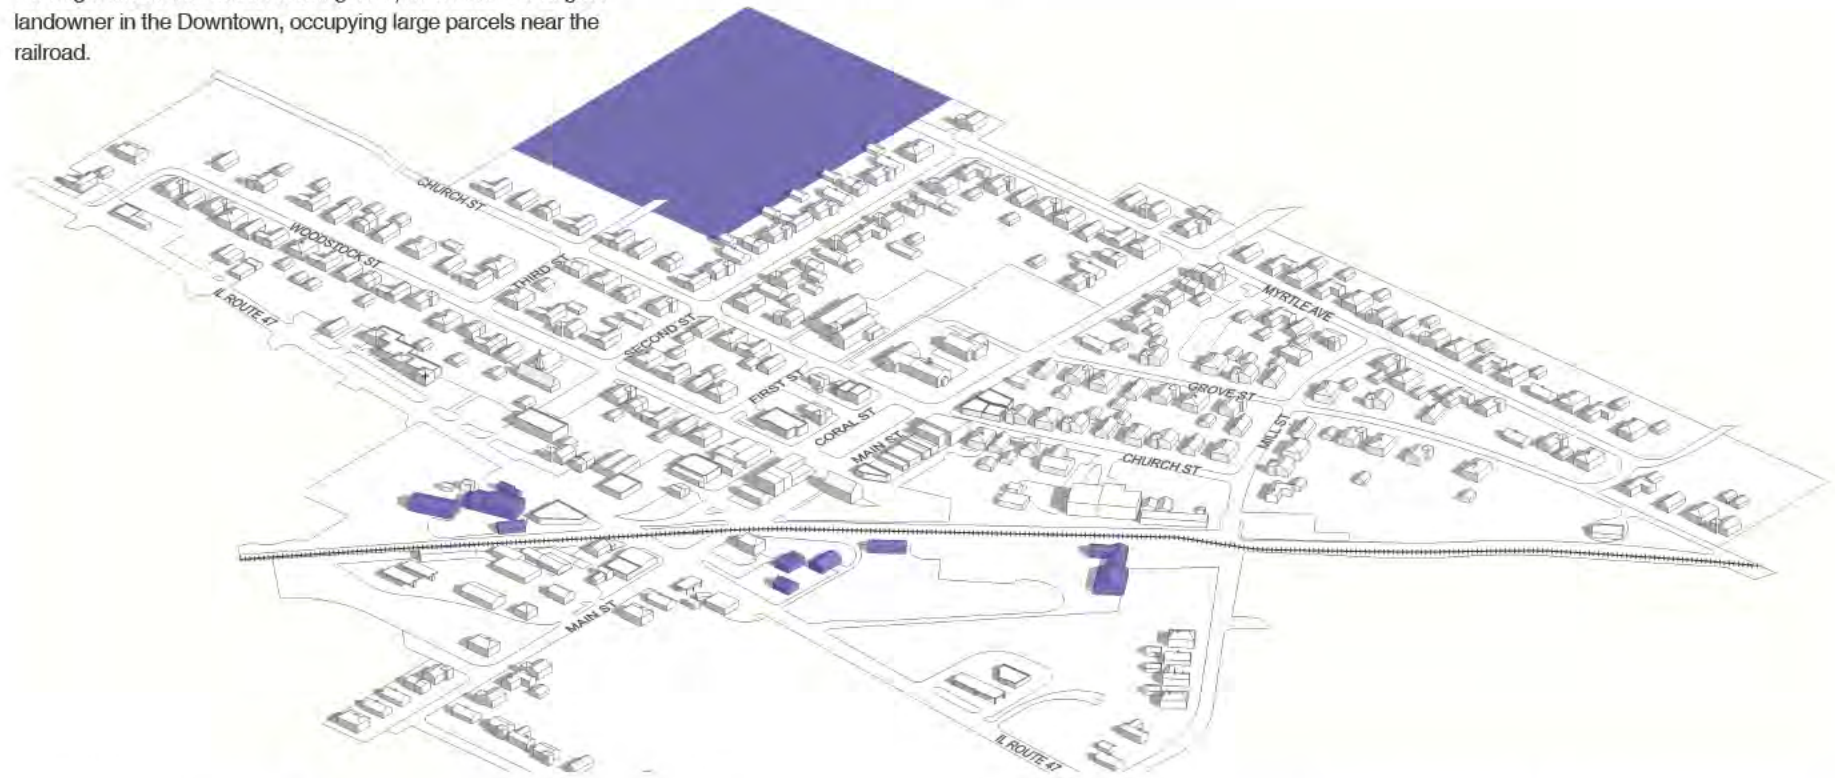 landowner in the Downtown, occupying large parcels near the
railroad.
CHURCH ST
WOODSTOCK ST
THIRD ST
IL ROUTE 47
SECOND ST
MYRTLE AVE
FIRST ST
GROVE ST
CORAL ST
MAIN ST
MILL ST
CHURCH ST
MAIN ST
IL ROUTE 47